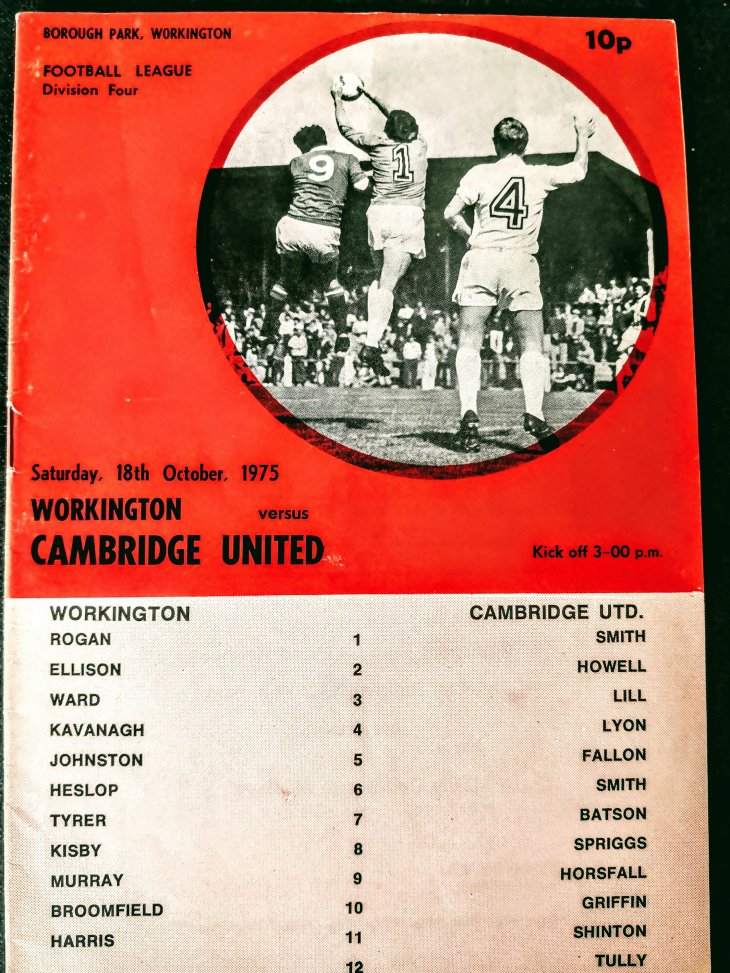 BOROUGH PARK, WORKINGTON
10p
FOOTBALL LEAGUE
Division Four
9
1
4
Saturday, 18th October, 1975
WORKINGTON versus
CAMBRIDGE UNITED
Kick off 3-00 p.m.
WORKINGTON CAMBRIDGE UTD.
ROGAN 1 SMITH
ELLISON 2 HOWELL
WARD 3 LILL
KAVANAGH 4 LYON
JOHNSTON 5 FALLON
HESLOP 6 SMITH
TYRER 7 BATSON
KISBY 8 SPRIGGS
MURRAY 9 HORSFALL
BROOMFIELD 10 GRIFFIN
HARRIS 11 SHINTON
12 TULLY